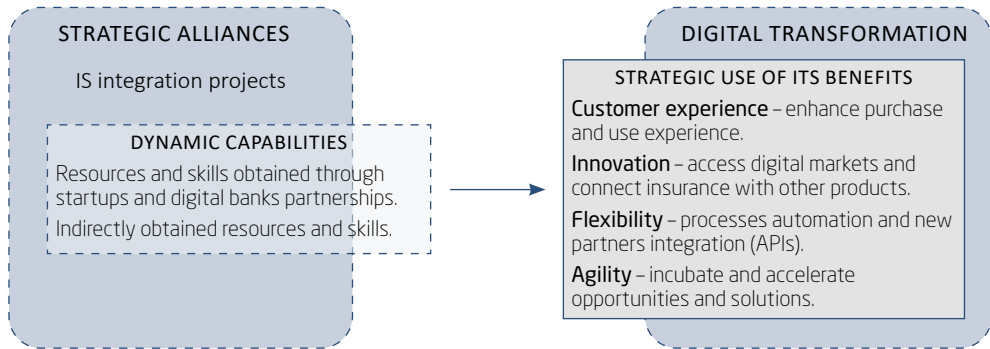 STRATEGIC ALLIANCES
IS integration projects
DYNAMIC CAPABILITIES
Resources and skills obtained through
startups and digital banks partnerships.
Indirectly obtained resources and skills.
DIGITAL TRANSFORMATION
STRATEGIC USE OF ITS BENEFITS
Customer experience – enhance purchase
and use experience.
Innovation – access digital markets and
connect insurance with other products.
Flexibility – processes automation and new
partners integration (APIs).
Agility – incubate and accelerate
opportunities and solutions.